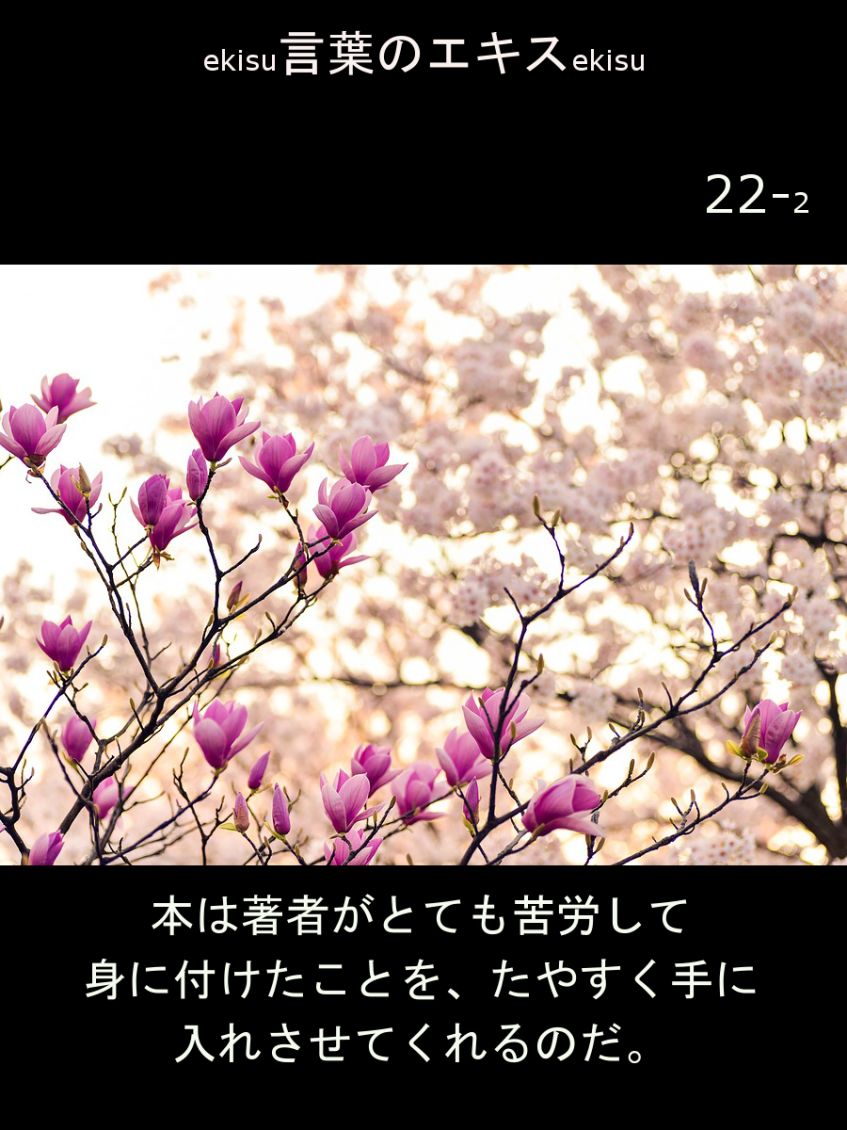 ekisu言葉のエキスekisu
22-2
本は著者がとても苦労して
身に付けたことを、たやすく手に
入れさせてくれるのだ。